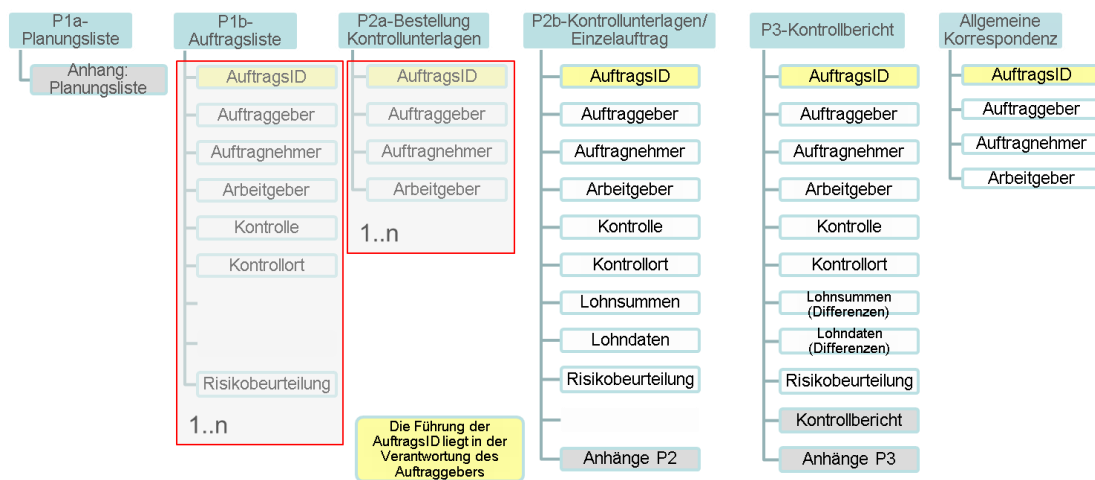 P1a-
Planungsliste
Anhang:
Planungsliste
P1b-
Auftragsliste
AuftragsID
Auftraggeber
Auftragnehmer
Arbeitgeber
Kontrolle
Kontrollort
Risikobeurteilung
1..n
P2a-Bestellung
Kontrollunterlagen
AuftragsID
Auftraggeber
Auftragnehmer
Arbeitgeber
1..n
Die Führung der
AuftragsID liegt in der
Verantwortung des
Auftraggebers
P2b-Kontrollunterlagen/
Einzelauftrag
AuftragsID
Auftraggeber
Auftragnehmer
Arbeitgeber
Kontrolle
Kontrollort
Lohnsummen
Lohndaten
Risikobeurteilung
Anhänge P2
P3-Kontrollbericht
AuftragsID
Auftraggeber
Auftragnehmer
Arbeitgeber
Kontrolle
Kontrollort
Lohnsummen
(Differenzen)
Lohndaten
(Differenzen)
Risikobeurteilung
Kontrollbericht
Anhänge P3
Allgemeine
Korrespondenz
AuftragsID
Auftraggeber
Auftragnehmer
Arbeitgeber